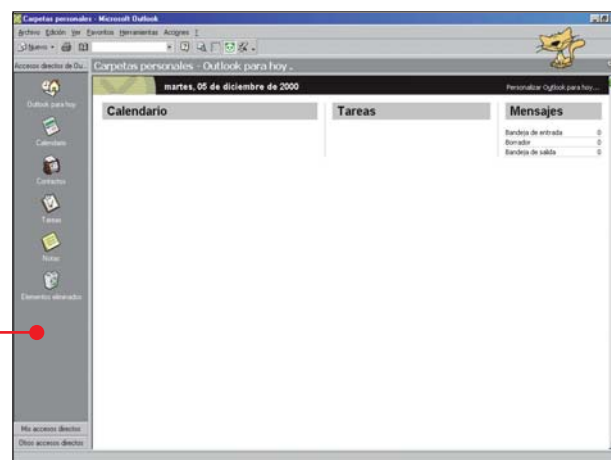 Carpetas personales - Microsoft Outlook
Archivo Edición Ver Favoritos Herramientas Acciones ?
Nuevo
Accesos directos de Ou...
Carpetas personales - Outlook para hoy .
martes, 05 de diciembre de 2000
Personalizar Outlook para hoy...
Outlook para hoy
Calendario
Contactos
Tareas
Notas
Elementos eliminados
Calendario
Tareas
Mensajes
Bandeja de entrada 0
Borrador 0
Bandeja de salida 0
Mis accesos directos
Otros accesos directos